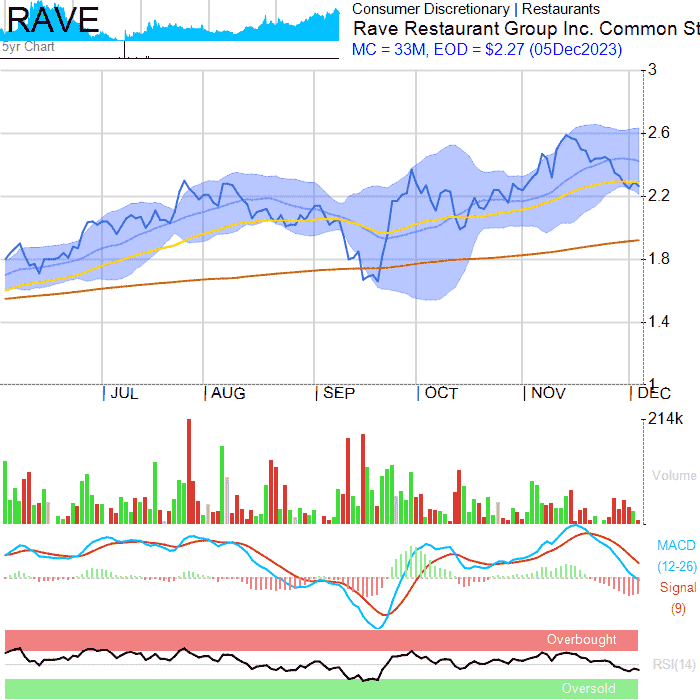 RAVE
5yr Chart
Consumer Discretionary | Restaurants
Rave Restaurant Group Inc. Common St
MC = 33M, EOD = $2.27 (05Dec2023)
3
2.6
2.2
1.8
1.4
1
JUL
AUG
SEP
OCT
NOV
DEC
214k
Volume
MACD
(12-26)
Signal
(9)
Overbought
RSI(14)
Oversold